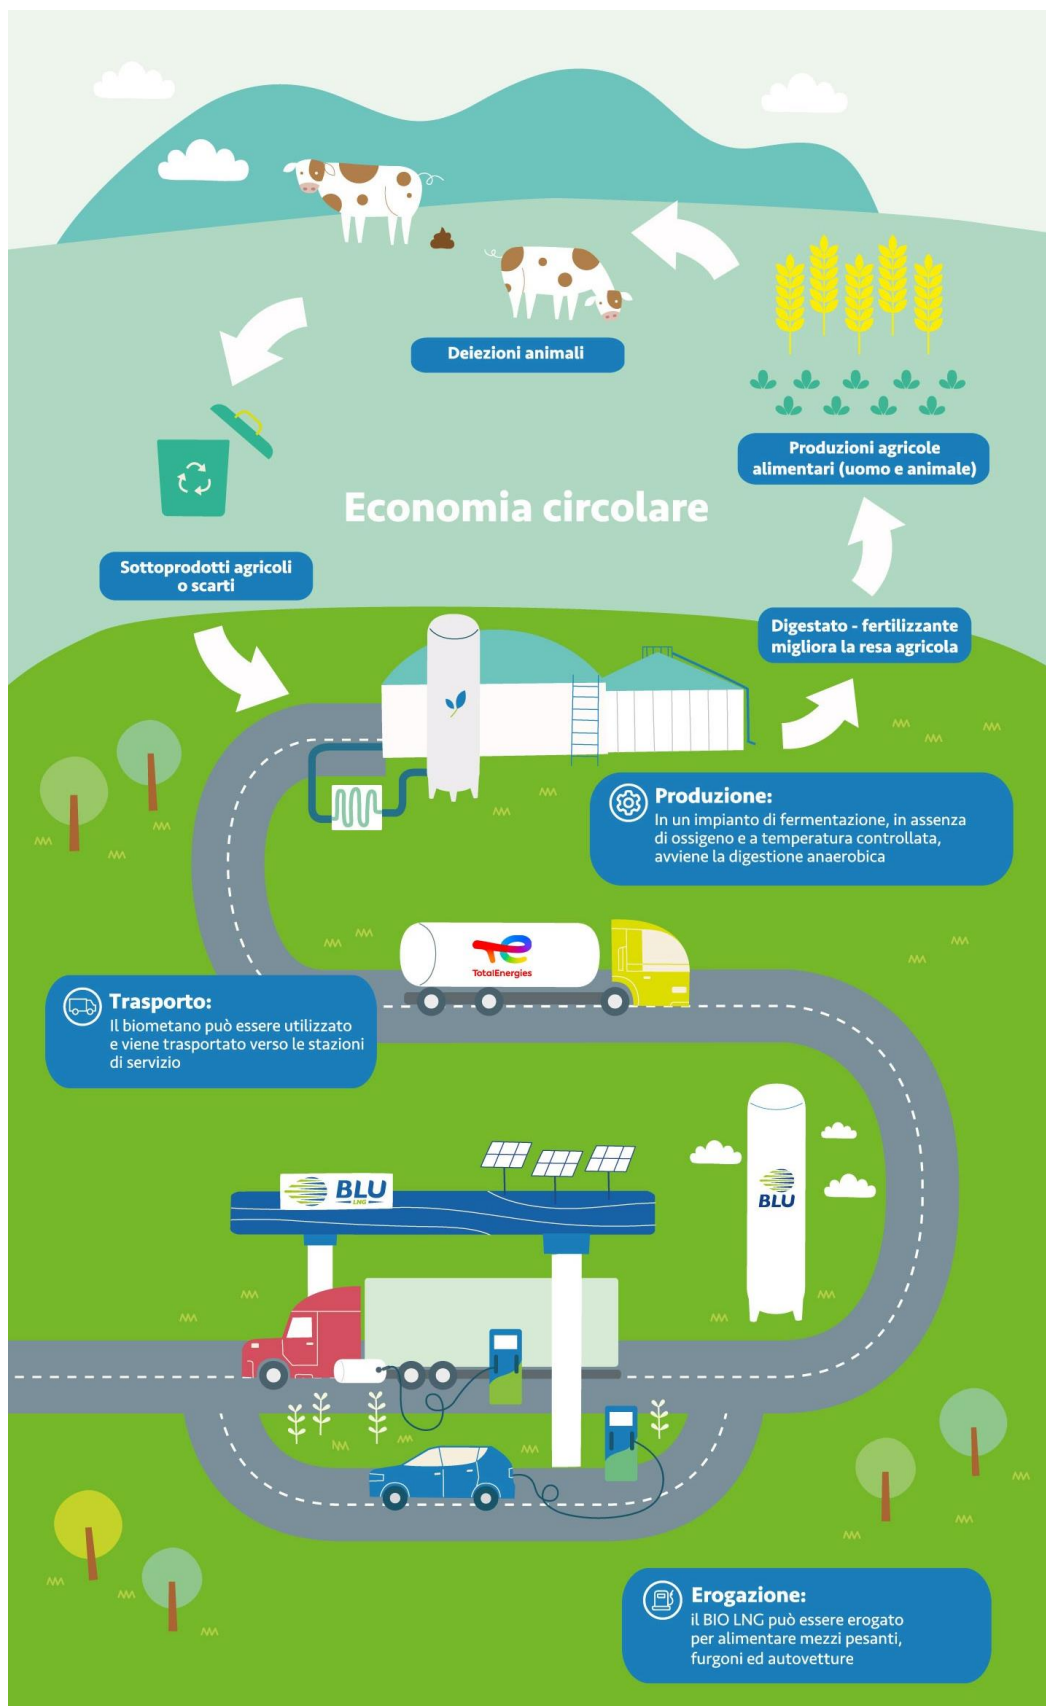 Deiezioni animali
Produzioni agricole
alimentari (uomo e animale)
Economia circolare
Sottoprodotti agricoli
o scarti
Digestato - fertilizzante
migliora la resa agricola
Produzione:
In un impianto di fermentazione, in assenza
di ossigeno e a temperatura controllata,
avviene la digestione anaerobica
TotalEnergies
Trasporto:
Il biometano può essere utilizzato
e viene trasportato verso le stazioni
di servizio
BLU
LNG
BLU
Erogazione:
il BIO LNG può essere erogato
per alimentare mezzi pesanti,
furgoni ed autovetture